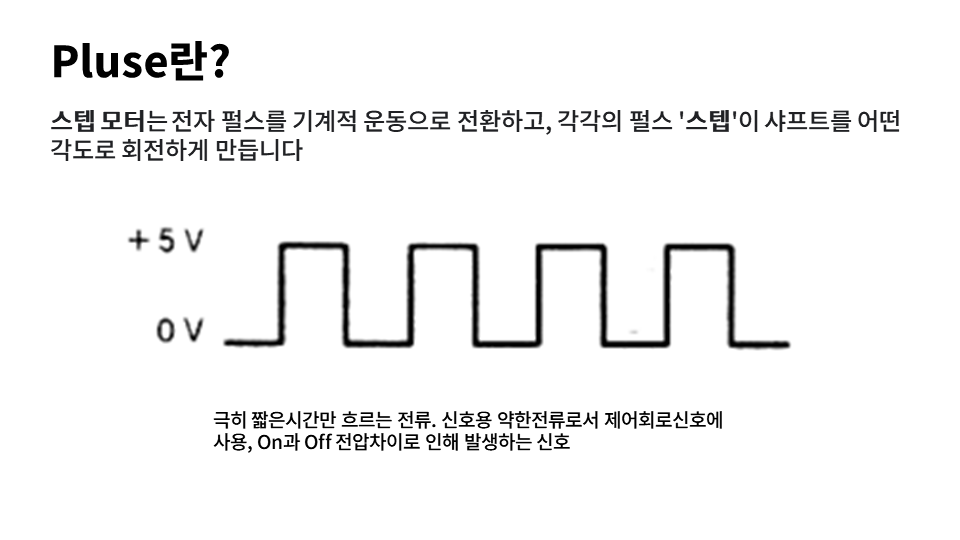 Pluse란?
스텝 모터는 전자 펄스를 기계적 운동으로 전환하고, 각각의 펄스 '스텝'이 샤프트를 어떤
각도로 회전하게 만듭니다
+ 5 V
0 V
극히 짧은시간만 흐르는 전류. 신호용 약한전류로서 제어회로신호에
사용, On과 Off 전압차이로 인해 발생하는 신호